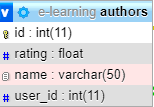 v e-learning authors
id : int(11)
# rating : float
name : varchar(50)
# user_id : int(11)